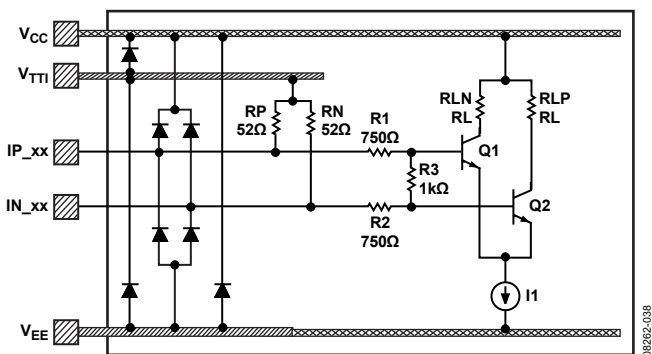 VCC
VTTI
RLN
RL
RLP
RL
RP
52Ω
RN
52Ω
R1
750Ω
IP_xx
Q1
R3
1kΩ
IN_xx
Q2
R2
750Ω
I1
VEE
08262-038